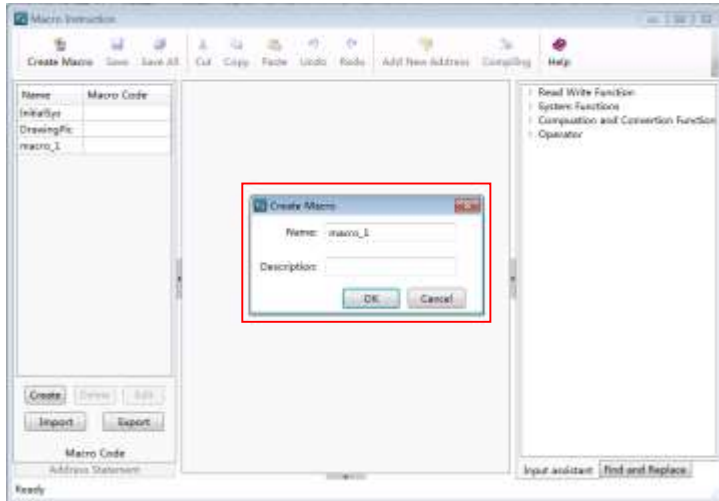 Macro Instruction
Create Macro Save Save All Cut Copy Paste Undo Redo Add New Address Compiling Help
Name Macro Code
InitialSys
DrawingPic
macro_1
Read Write Function
System Functions
Compuation and Convertion Function
Operator
Create Macro
Name: macro_1
Description:
OK Cancel
Create Delete Edit
Import Export
Macro Code
Address Statement
Input assistant Find and Replace
Ready